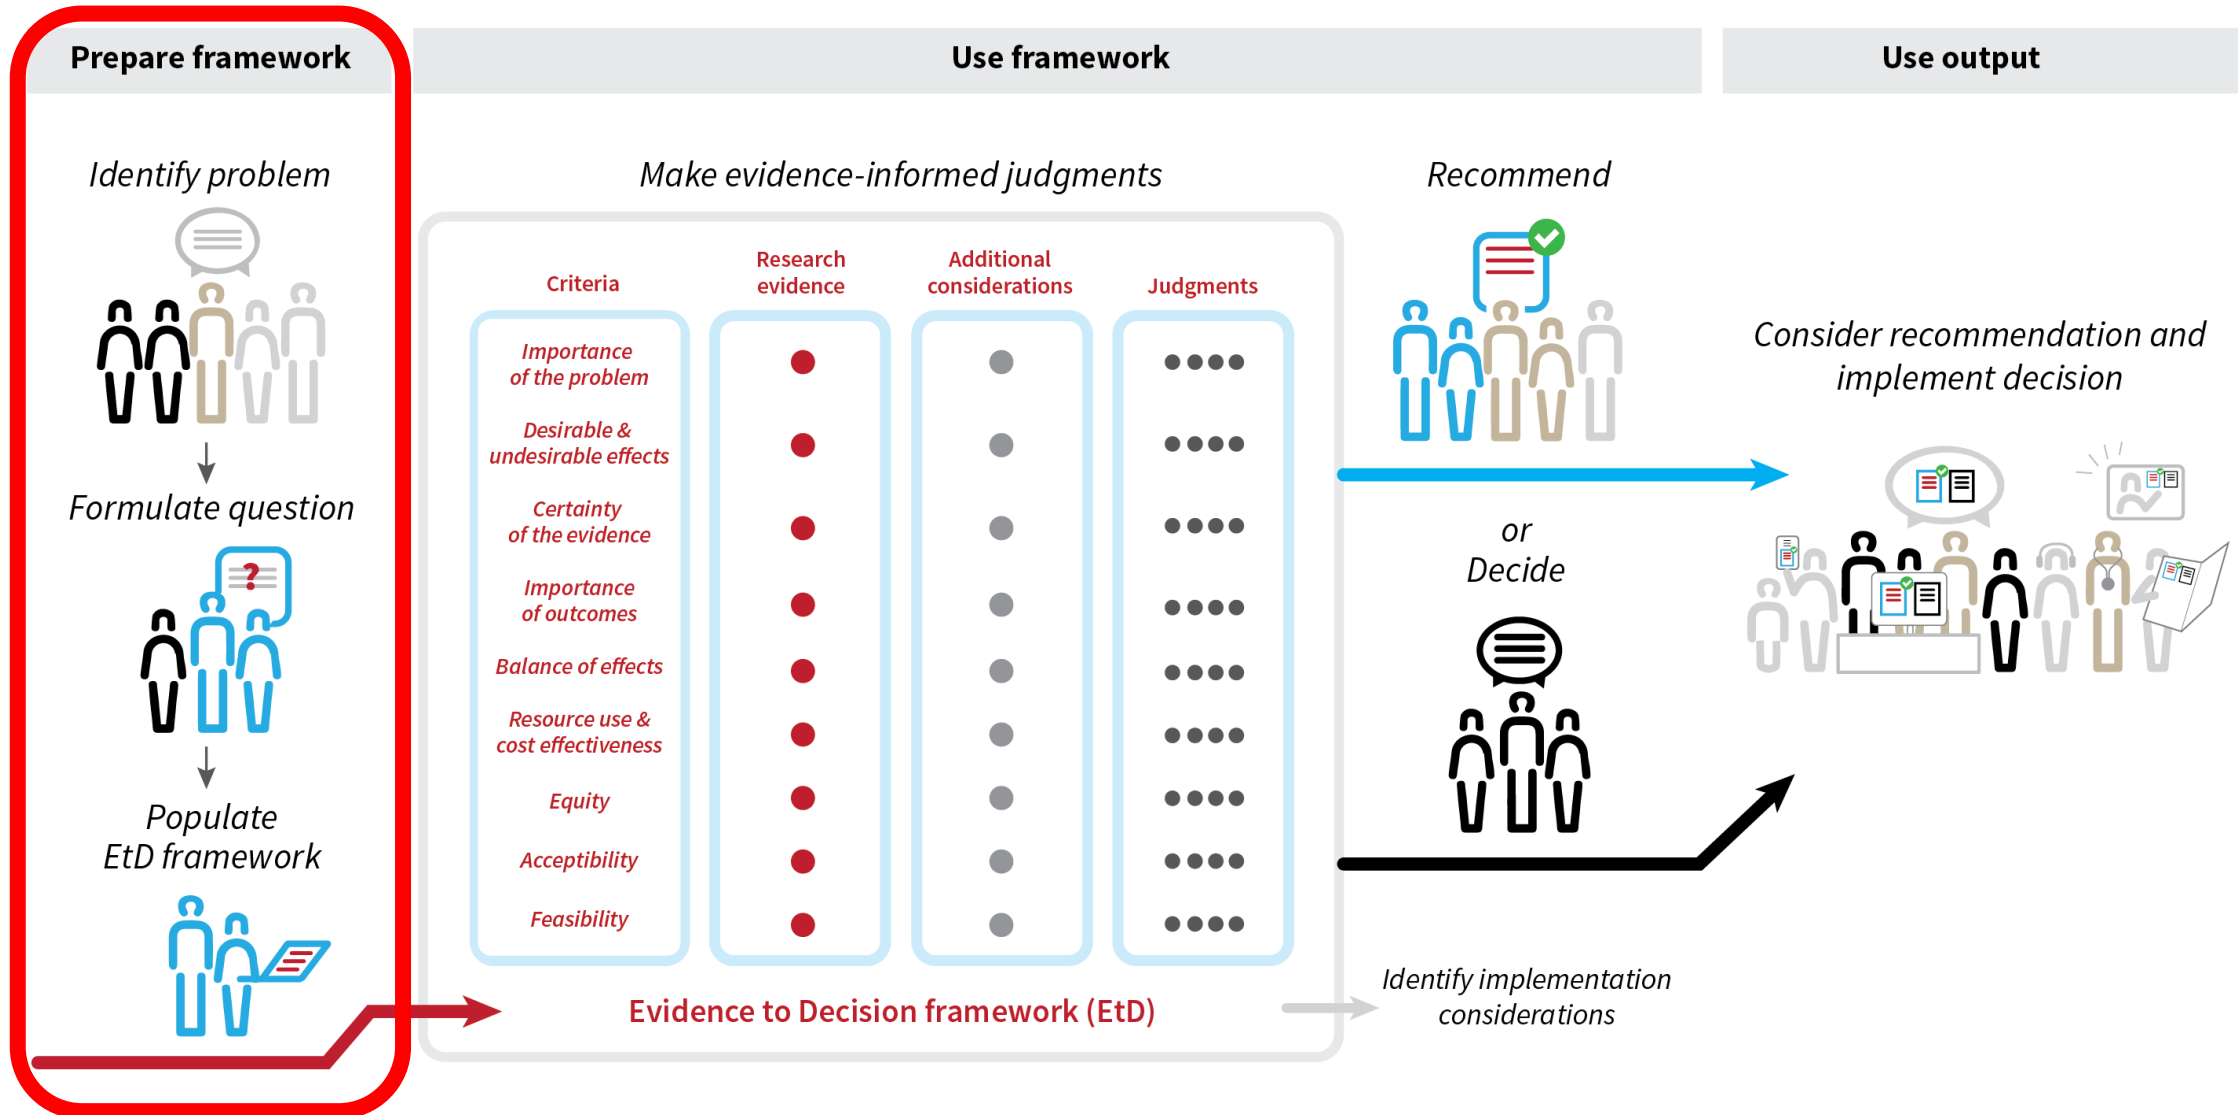 Prepare framework
Use framework
Use output
Identify problem
Formulate question
?
Populate
EtD framework
Make evidence-informed judgments
Criteria
Research
evidence
Additional
considerations
Judgments
Importance
of the problem
Desirable &
undesirable effects
Certainty
of the evidence
Importance
of outcomes
Balance of effects
Resource use &
cost effectiveness
Equity
Acceptibility
Feasibility
Evidence to Decision framework (EtD)
Recommend
or
Decide
Identify implementation
considerations
Consider recommendation and
implement decision